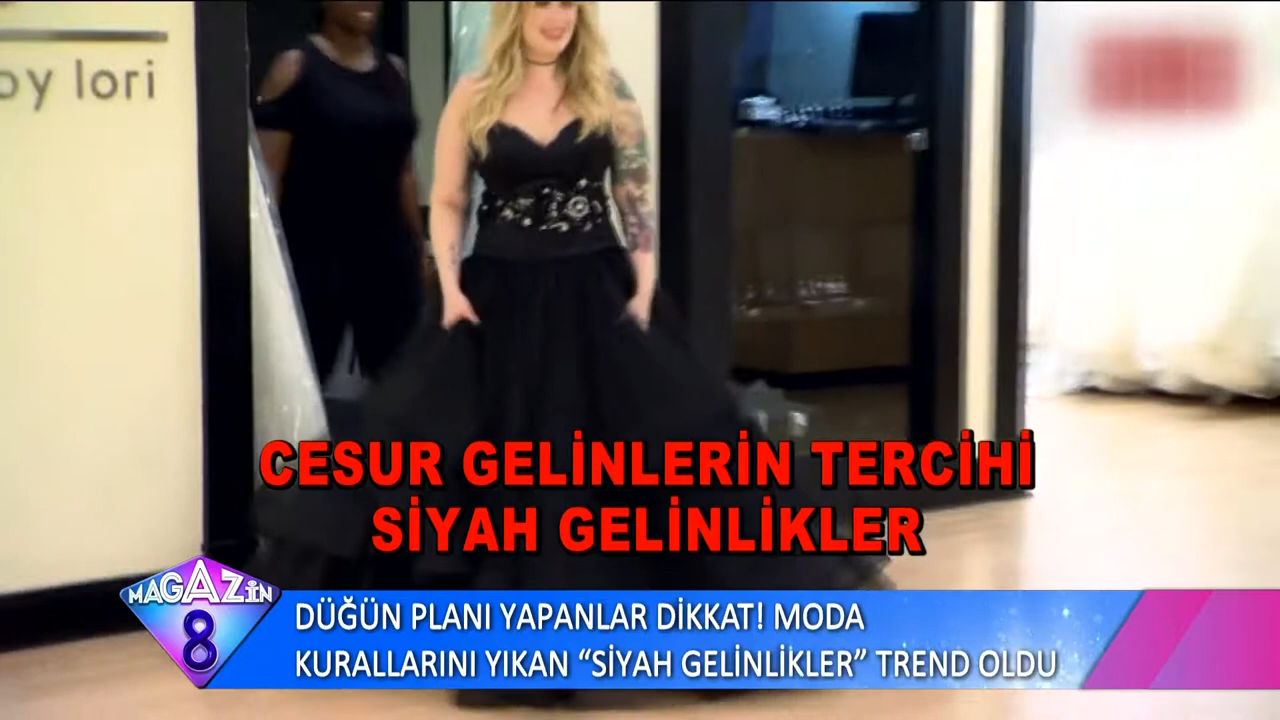 by lori
CESUR GELİNLERİN TERCİHİ
SİYAH GELİNLİKLER
MAGAZİN
8
DÜĞÜN PLANI YAPANLAR DİKKAT! MODA
KURALLARINI YIKAN “SİYAH GELİNLİKLER” TREND OLDU